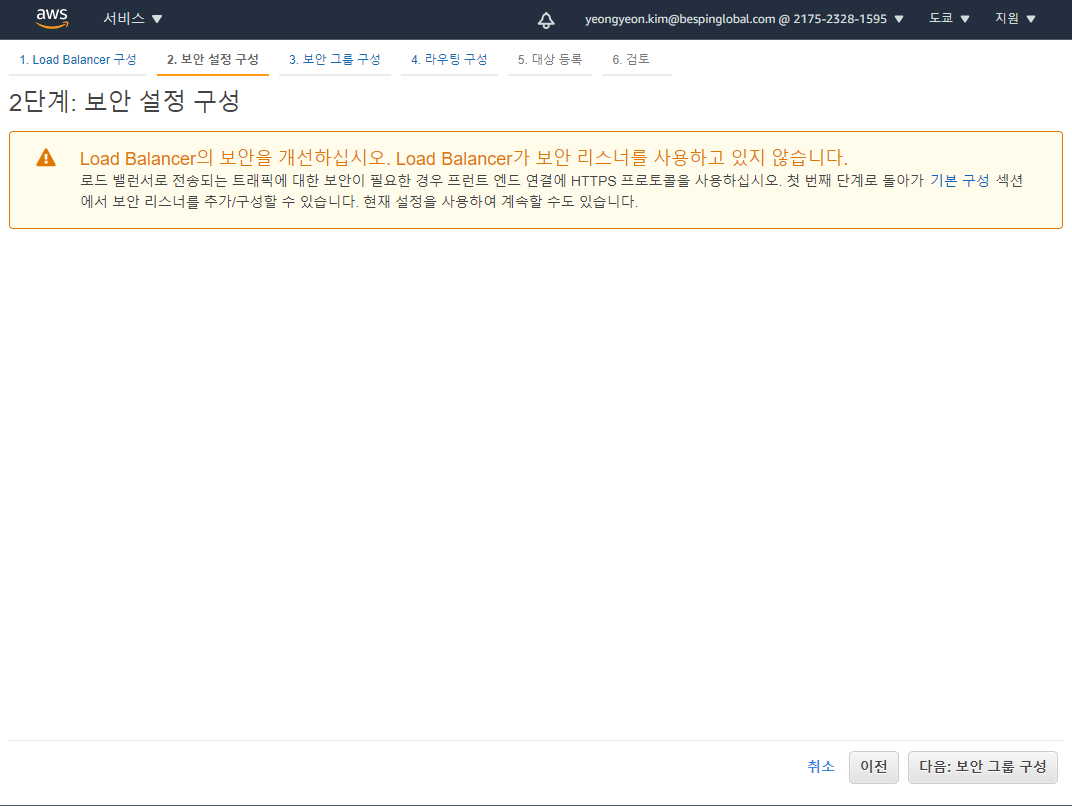 aws 서비스 yeongyeon.kim@bespinglobal.com @ 2175-2328-1595 도쿄 지원
1. Load Balancer 구성 2. 보안 설정 구성 3. 보안 그룹 구성 4. 라우팅 구성 5. 대상 등록 6. 검토
2단계: 보안 설정 구성
Load Balancer의 보안을 개선하십시오. Load Balancer가 보안 리스너를 사용하고 있지 않습니다.
로드 밸런서로 전송되는 트래픽에 대한 보안이 필요한 경우 프런트 엔드 연결에 HTTPS 프로토콜을 사용하십시오. 첫 번째 단계로 돌아가 기본 구성 섹션
에서 보안 리스너를 추가/구성할 수 있습니다. 현재 설정을 사용하여 계속할 수도 있습니다.
취소 이전 다음: 보안 그룹 구성